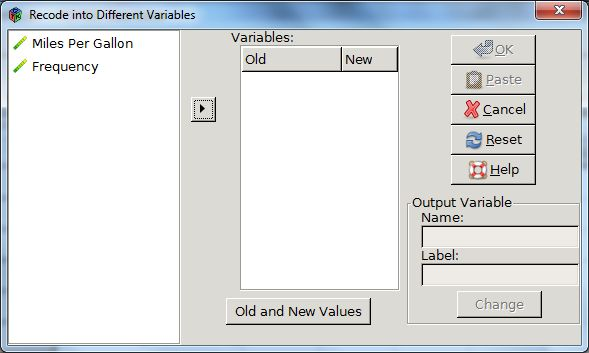 Recode into Different Variables
Miles Per Gallon
Frequency
Variables:
Old New
OK
Paste
Cancel
Reset
Help
Output Variable
Name:
Label:
Change
Old and New Values